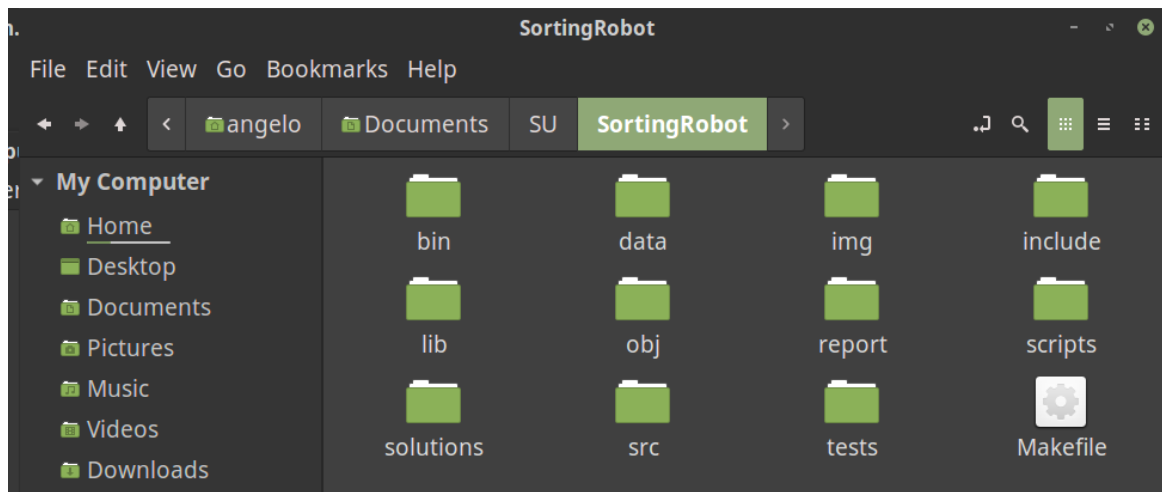 SortingRobot
File Edit View Go Bookmarks Help
angelo Documents SU SortingRobot
My Computer
Home
Desktop
Documents
Pictures
Music
Videos
Downloads
bin data img include
lib obj report scripts
solutions src tests Makefile